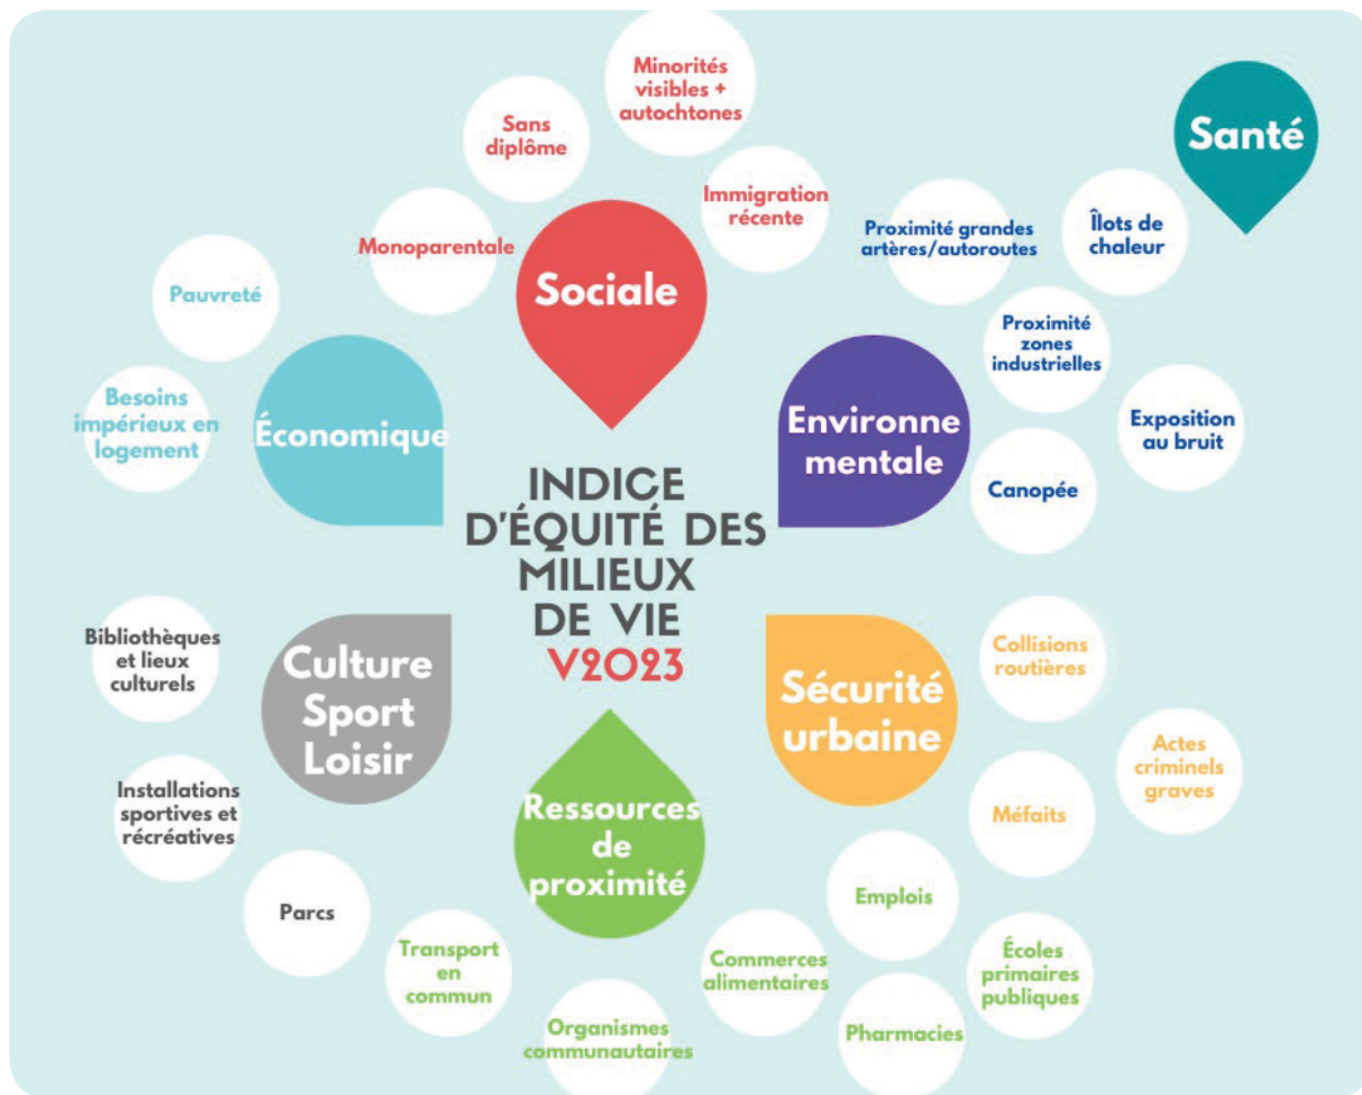 Minorités
visibles +
autochtones
Sans
diplôme
Immigration
récente
Monoparentale
Sociale
Santé
Proximité grandes
artères/autoroutes
Îlots de
chaleur
Proximité
zones
industrielles
Exposition
au bruit
Canopée
Environne
mentale
Pauvreté
Besoins
impérieux en
logement
Économique
INDICE
D'ÉQUITÉ DES
MILIEUX
DE VIE
V2023
Bibliothèques
et lieux
culturels
Culture
Sport
Loisir
Installations
sportives et
récréatives
Parcs
Sécurité
urbaine
Collisions
routières
Actes
criminels
graves
Méfaits
Ressources
de
proximité
Emplois
Transport
en
commun
Commerces
alimentaires
Écoles
primaires
publiques
Organismes
communautaires
Pharmacies